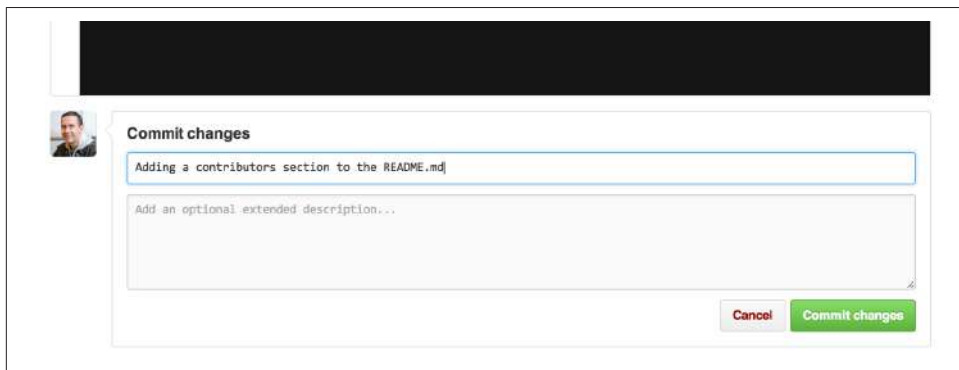 Commit changes
Adding a contributors section to the README.md
Add an optional extended description...
Cancel
Commit changes